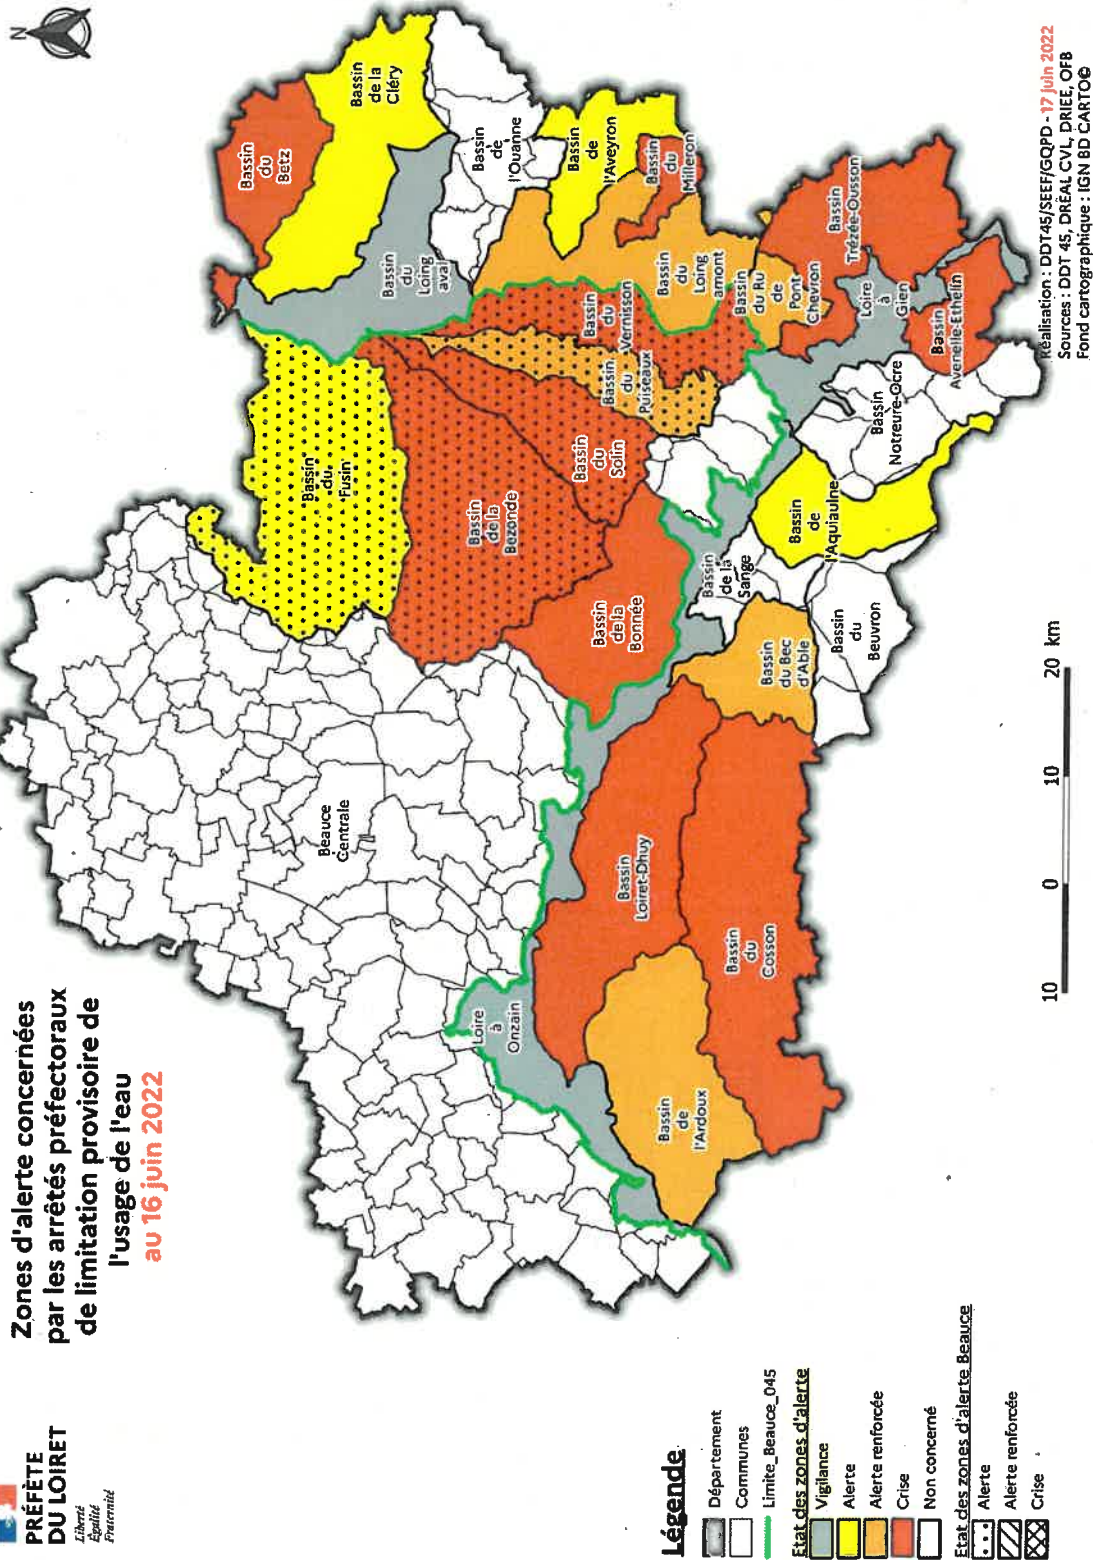 PRÉFÈTE
DU LOIRET
Liberté
Égalité
Fraternité
Zones d'alerte concernées
par les arrêtés préfectoraux
de limitation provisoire de
l'usage de l'eau
au 16 juin 2022
N
Beauce
Centrale
Bassin
du
Fusin
Bassin
du
Betz
Bassin
de la
Cléry
Bassin
du
Loing
aval
Bassin
de
l'Ouanne
Bassin
de
l'Aveyron
Bassin
du
Milleron
Bassin
du
Loing
amont
Bassin
du
Vernisson
Bassin
du
Puiseaux
Bassin
du
Solin
Bassin
de la
Bezonde
Bassin
de la
Bonnée
Bassin
du Ru
de
Pont
Chevron
Bassin
Trézée-Ousson
Loire
à
Gien
Bassin
Avenelle-Ethelin
Bassin
Notreure-Ocre
Bassin
de
l'Aquiaulne
Bassin
de la
Sange
Bassin
du
Beuvron
Bassin
du Bec
d'Able
Bassin
Loiret-Dhuy
Bassin
du
Cosson
Bassin
de
l'Ardoux
Loire
à
Onzain
Légende
Département
Communes
Limite_Beauce_045
Etat des zones d'alerte
Vigilance
Alerte
Alerte renforcée
Crise
Non concerné
Etat des zones d'alerte Beauce
Alerte
Alerte renforcée
Crise
10 0 10 20 km
Réalisation : DDT45/SEEF/GQPD - 17 juin 2022
Sources : DDT 45, DREAL CVL, DRIEE, OFB
Fond cartographique : IGN BD CARTO©